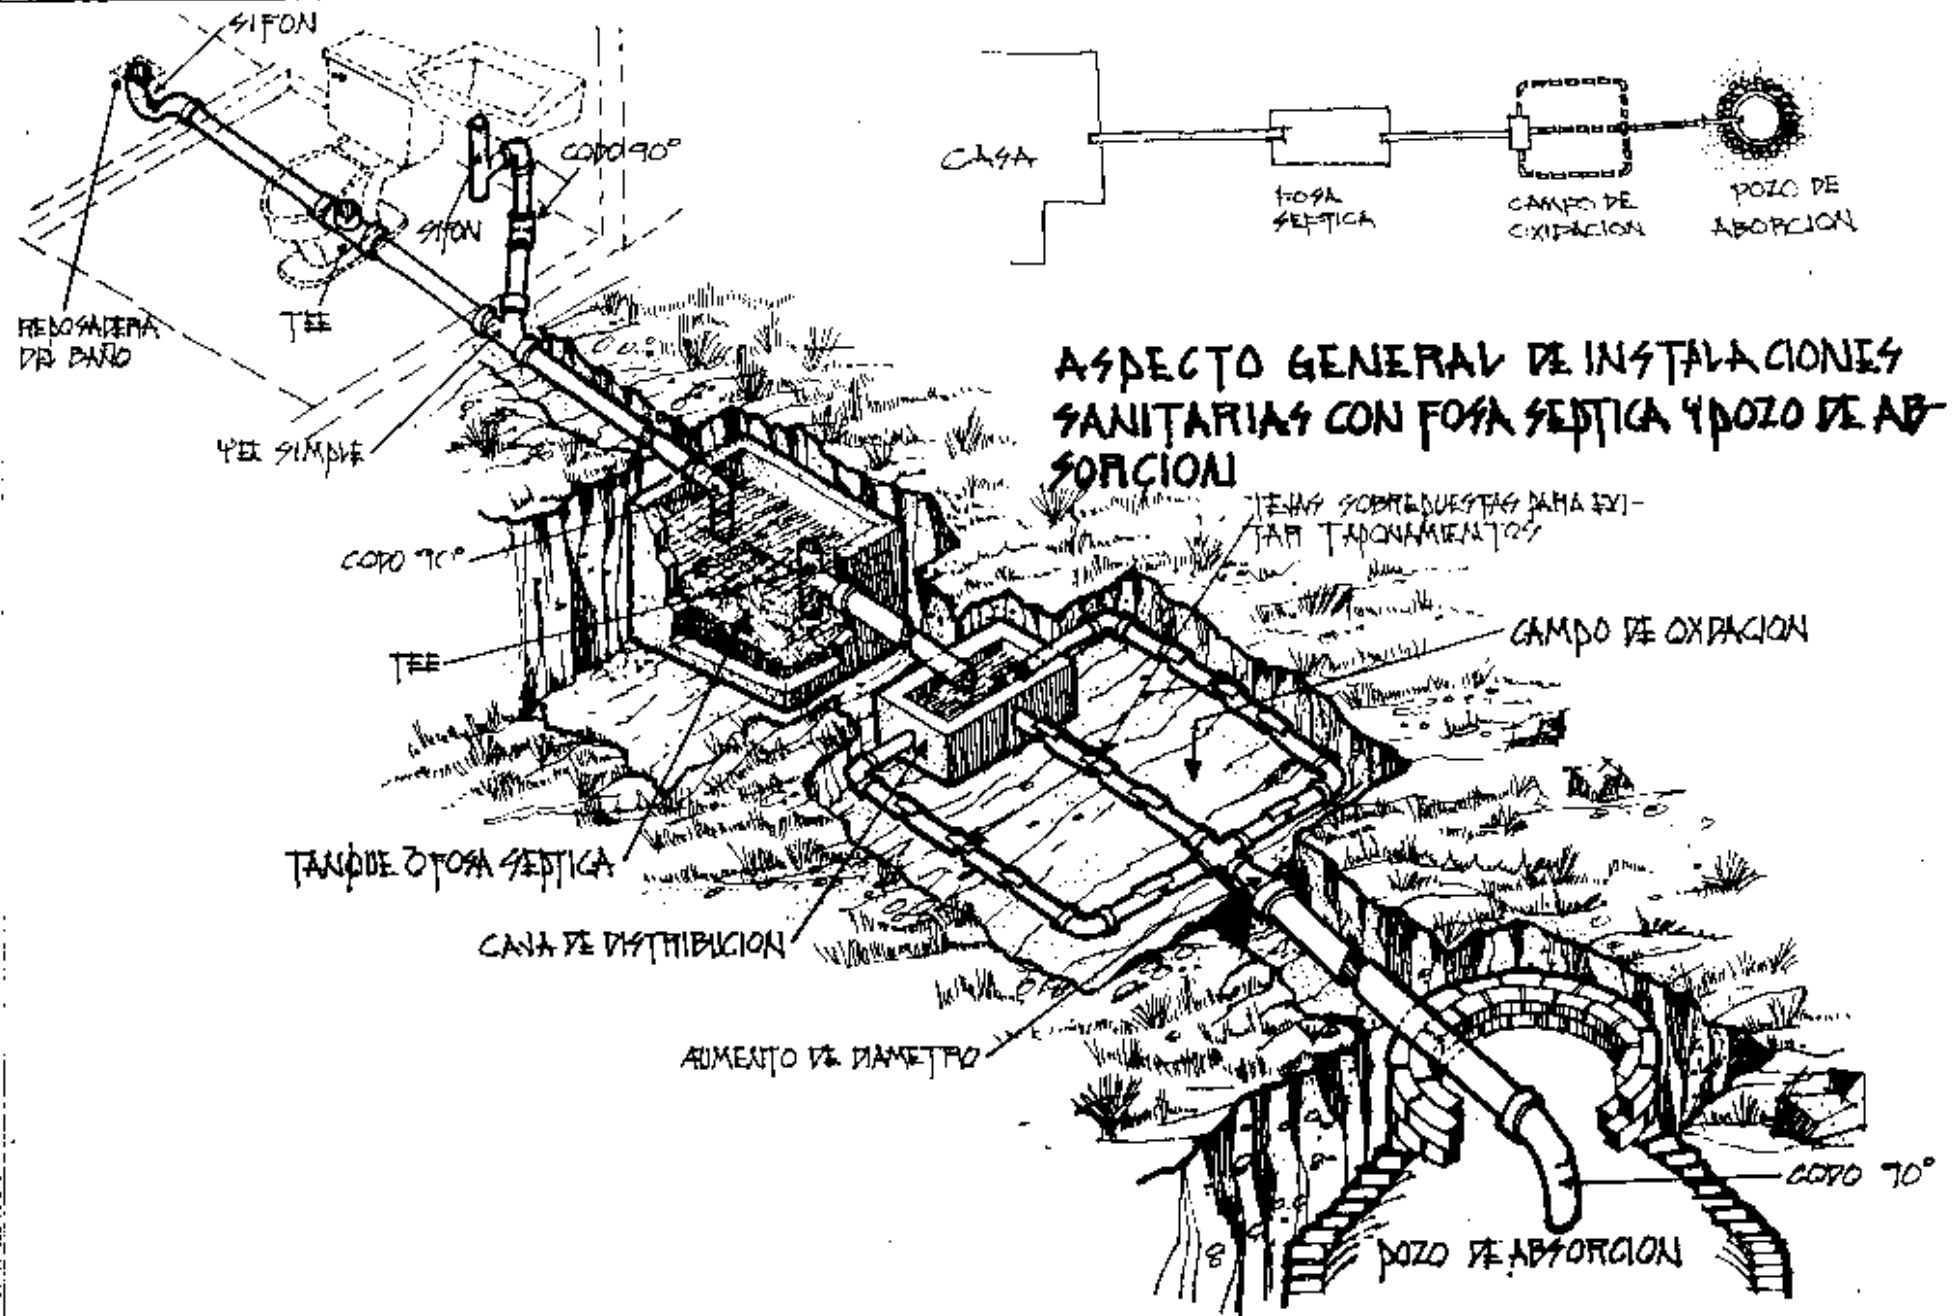 SIFON
CODO 90°
SIFON
TEE
REBOSADERA
DE BAÑO
YEE SIMPLE
CASA
FOSA
SEPTICA
CAMPO DE
OXIDACION
POZO DE
ABORCION
ASPECTO GENERAL DE INSTALACIONES
SANITARIAS CON FOSA SEPTICA Y POZO DE AB-
SORCION
TEJAS SOBREPUESTAS PARA EVI-
TAR TAPONAMIENTOS
CODO 90°
TEE
CAMPO DE OXDACION
TANQUE O FOSA SEPTICA
CAJA DE DISTRIBUCION
AUMENTO DE DIAMETRO
CODO 90°
POZO DE ABSORCION